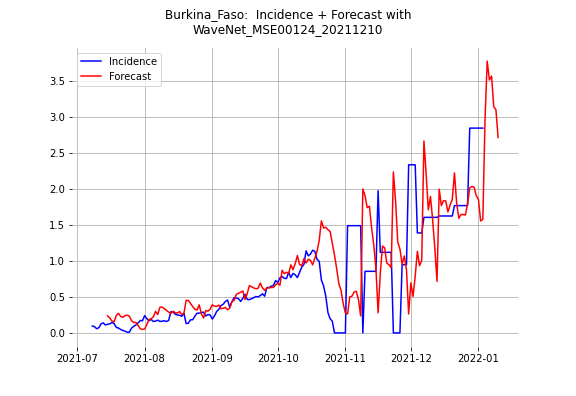 Burkina_Faso:  Incidence + Forecast with
WaveNet_MSE00124_20211210
Incidence
Forecast
3.5
3.0
2.5
2.0
1.5
1.0
0.5
0.0
2021-07 2021-08 2021-09 2021-10 2021-11 2021-12 2022-01